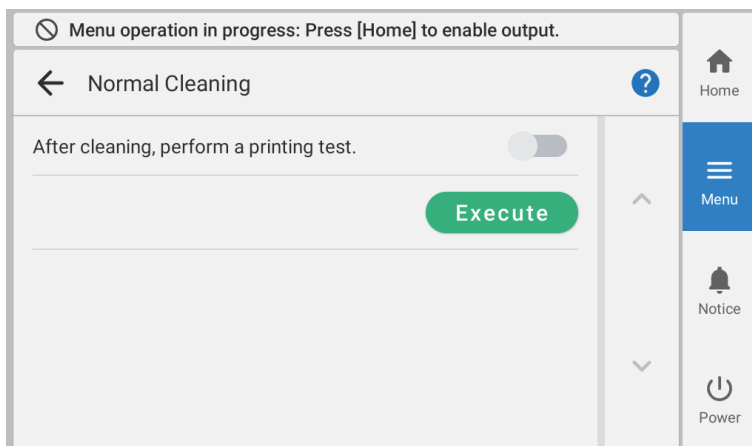 Menu operation in progress: Press [Home] to enable output.
Normal Cleaning
?
After cleaning, perform a printing test.
Execute
Home
Menu
Notice
Power